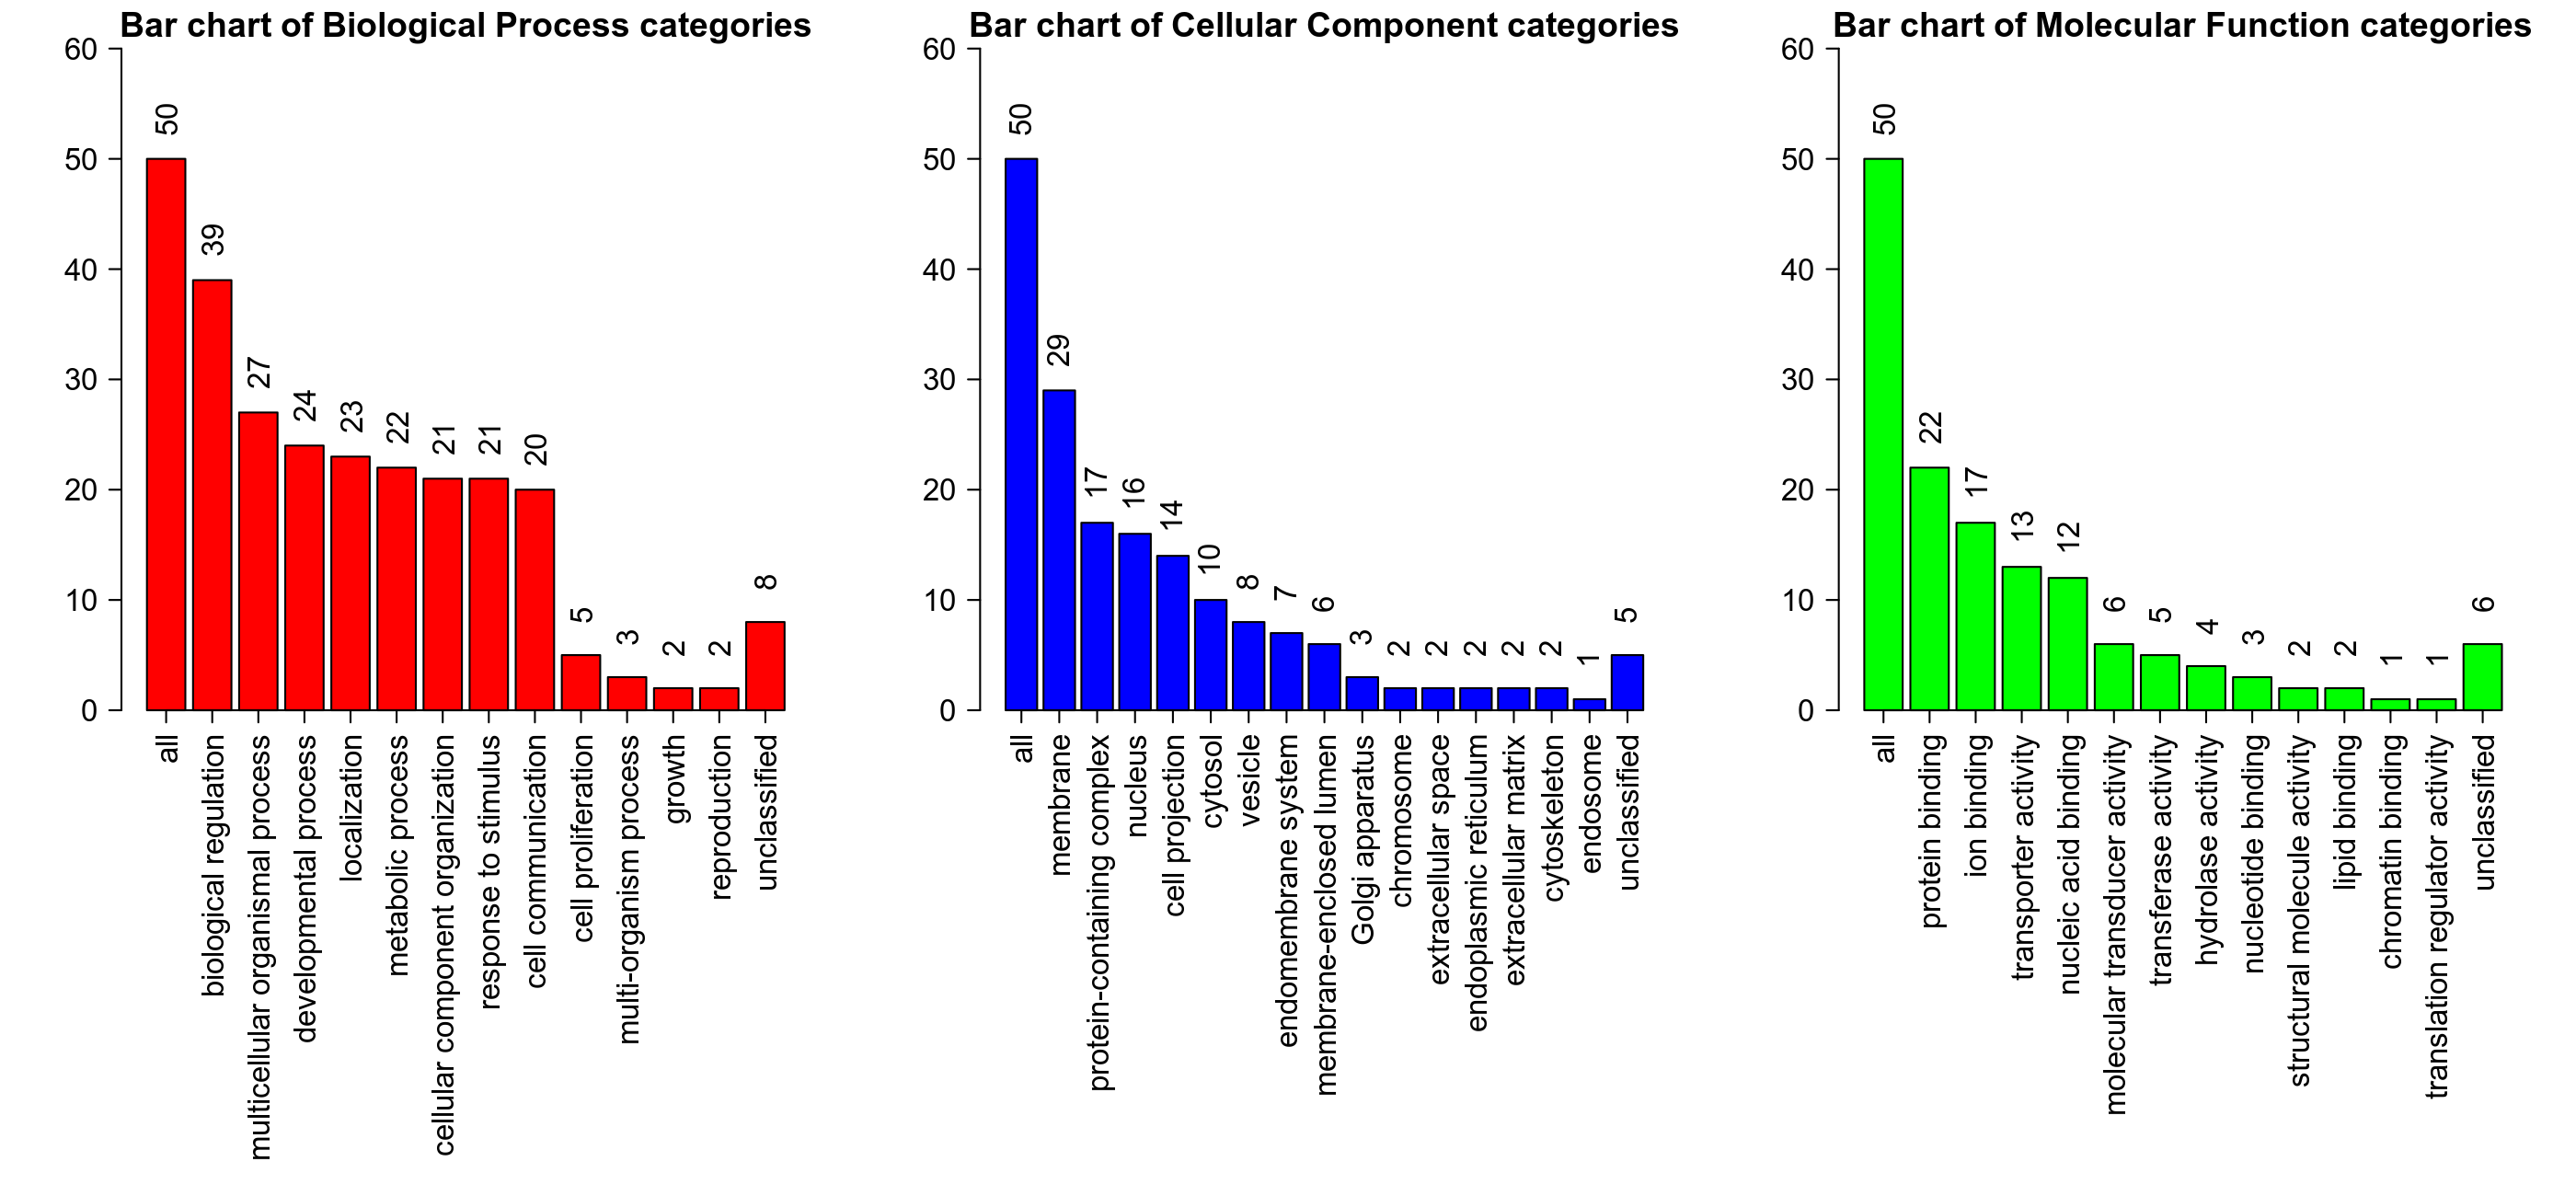 Bar chart of Biological Process categories
60
50
40
30
20
10
0
50
39
27
24
23
22
21
21
20
5
3
2
2
8
all
biological regulation
multicellular organismal process
developmental process
localization
metabolic process
cellular component organization
response to stimulus
cell communication
cell proliferation
multi-organism process
growth
reproduction
unclassified
Bar chart of Cellular Component categories
60
50
40
30
20
10
0
50
29
17
16
14
10
8
7
6
3
2
2
2
2
2
1
5
all
membrane
protein-containing complex
nucleus
cell projection
cytosol
vesicle
endomembrane system
membrane-enclosed lumen
Golgi apparatus
chromosome
extracellular space
endoplasmic reticulum
extracellular matrix
cytoskeleton
endosome
unclassified
Bar chart of Molecular Function categories
60
50
40
30
20
10
0
50
22
17
13
12
6
5
4
3
2
2
1
1
6
all
protein binding
ion binding
transporter activity
nucleic acid binding
molecular transducer activity
transferase activity
hydrolase activity
nucleotide binding
structural molecule activity
lipid binding
chromatin binding
translation regulator activity
unclassified